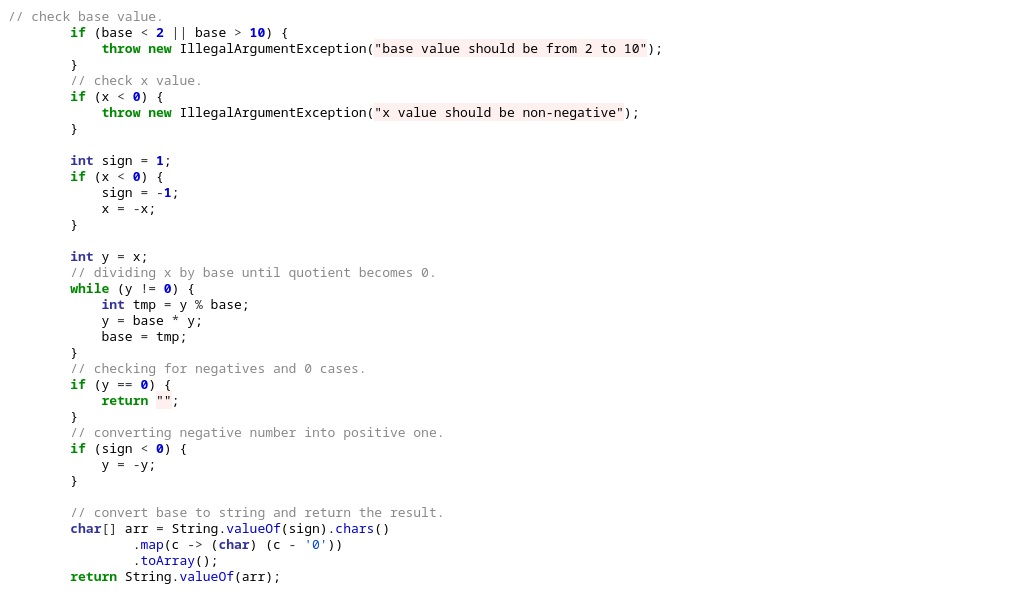 // check base value.
        if (base < 2 || base > 10) {
            throw new IllegalArgumentException("base value should be from 2 to 10");
        }
        // check x value.
        if (x < 0) {
            throw new IllegalArgumentException("x value should be non-negative");
        }

        int sign = 1;
        if (x < 0) {
            sign = -1;
            x = -x;
        }

        int y = x;
        // dividing x by base until quotient becomes 0.
        while (y != 0) {
            int tmp = y % base;
            y = base * y;
            base = tmp;
        }
        // checking for negatives and 0 cases.
        if (y == 0) {
            return "";
        }
        // converting negative number into positive one.
        if (sign < 0) {
            y = -y;
        }

        // convert base to string and return the result.
        char[] arr = String.valueOf(sign).chars()
                .map(c -> (char) (c - '0'))
                .toArray();
        return String.valueOf(arr);